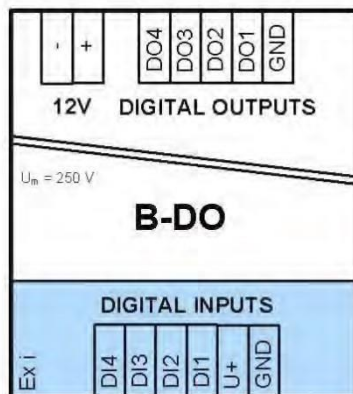 - + DO4 DO3 DO2 DO1 GND
12V DIGITAL OUTPUTS
Um = 250 V
B-DO
DIGITAL INPUTS
Ex i DI4 DI3 DI2 DI1 U+ GND